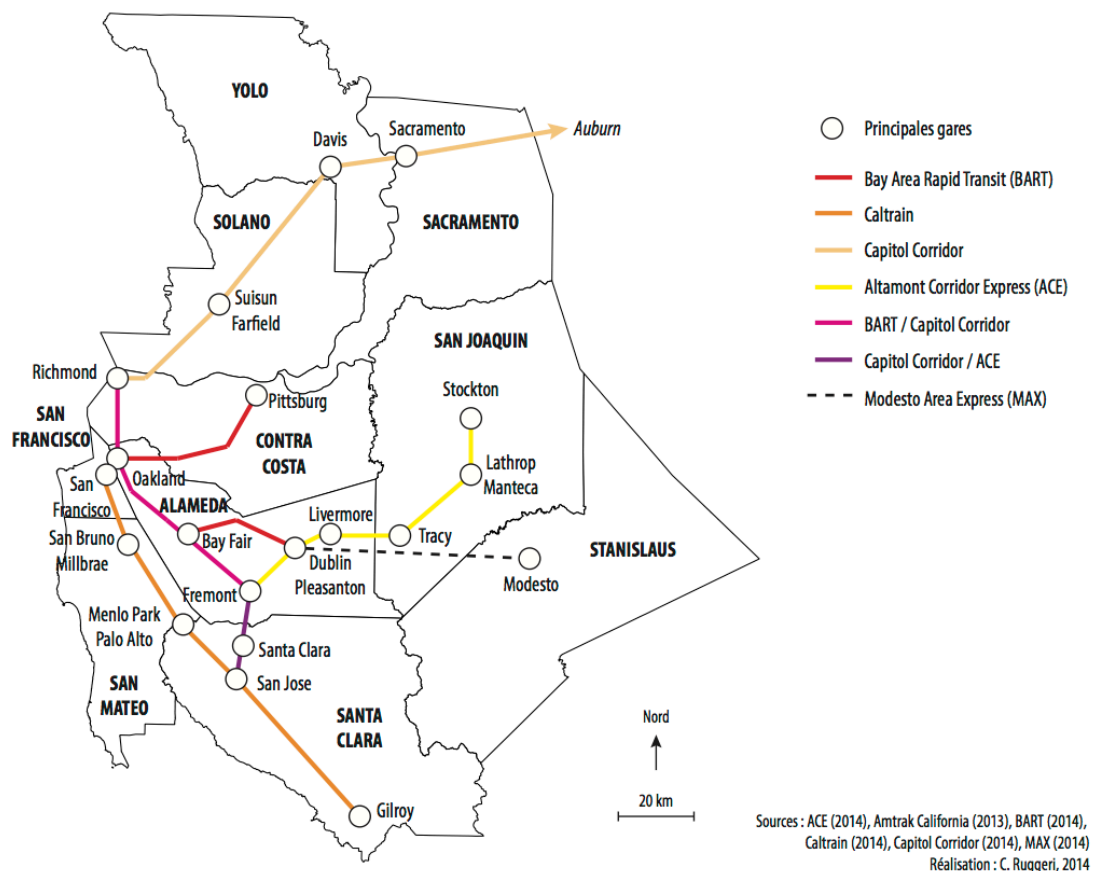 YOLO
Davis
Sacramento
Auburn
SOLANO
SACRAMENTO
Suisun
Farfield
SAN JOAQUIN
Richmond
Pittsburg
Stockton
SAN
FRANCISCO
CONTRA
COSTA
Oakland
Lathrop
Manteca
San
Francisco
ALAMEDA
Livermore
Bay Fair
Tracy
STANISLAUS
San Bruno
Millbrae
Dublin
Pleasanton
Modesto
Fremont
Menlo Park
Palo Alto
Santa Clara
San Jose
SAN
MATEO
SANTA
CLARA
Gilroy
Principales gares
Bay Area Rapid Transit (BART)
Caltrain
Capitol Corridor
Altamont Corridor Express (ACE)
BART / Capitol Corridor
Capitol Corridor / ACE
Modesto Area Express (MAX)
Nord
20 km
Sources : ACE (2014), Amtrak California (2013), BART (2014),
Caltrain (2014), Capitol Corridor (2014), MAX (2014)
Réalisation : C. Ruggeri, 2014